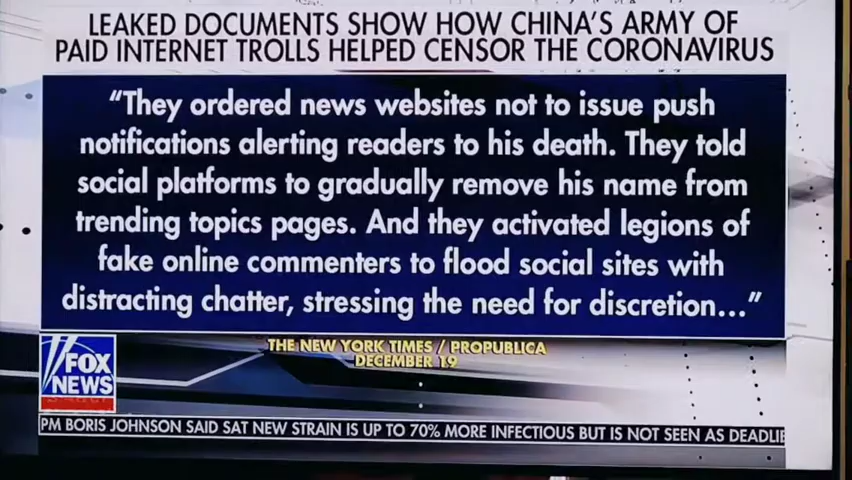 LEAKED DOCUMENTS SHOW HOW CHINA'S ARMY OF
PAID INTERNET TROLLS HELPED CENSOR THE CORONAVIRUS
“They ordered news websites not to issue push
notifications alerting readers to his death. They told
social platforms to gradually remove his name from
trending topics pages. And they activated legions of
fake online commenters to flood social sites with
distracting chatter, stressing the need for discretion...”
THE NEW YORK TIMES / PROPUBLICA
DECEMBER 19
FOX
NEWS
PM BORIS JOHNSON SAID SAT NEW STRAIN IS UP TO 70% MORE INFECTIOUS BUT IS NOT SEEN AS DEADLIE